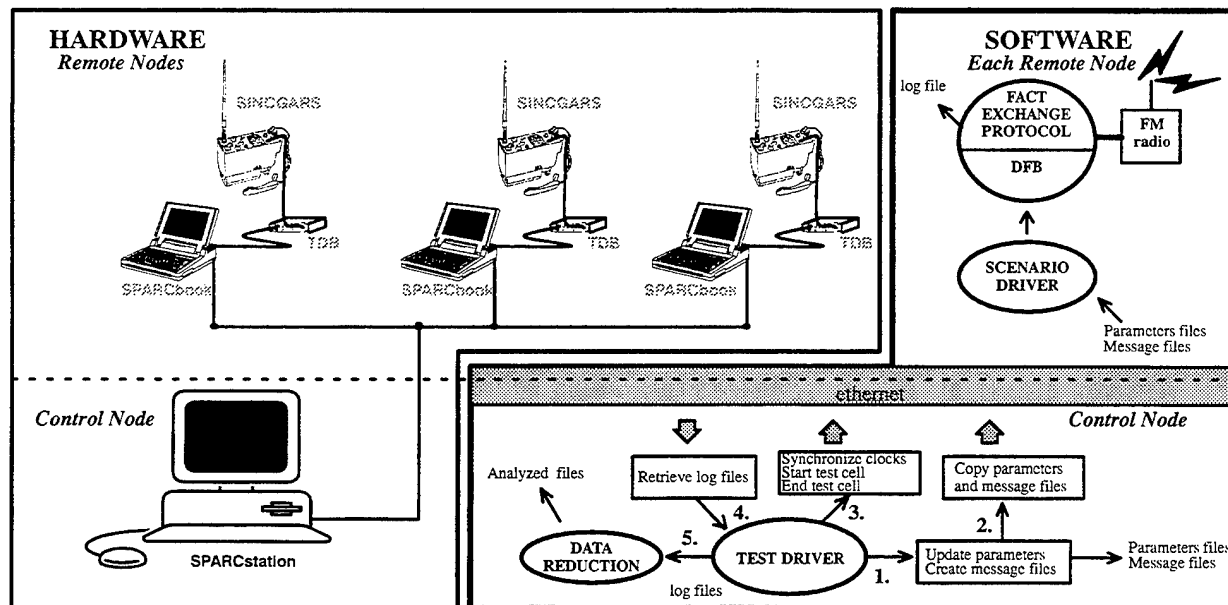 HARDWARE
Remote Nodes
SINCGARS
SINCGARS
SINCGARS
TDB
TDB
TDB
SPARCbook
SPARCbook
SPARCbook
Control Node
SPARCstation
SOFTWARE
Each Remote Node
log file
FACT
EXCHANGE
PROTOCOL
DFB
FM
radio
SCENARIO
DRIVER
Parameters files
Message files
ethernet
Control Node
Analyzed files
Retrieve log files
Synchronize clocks
Start test cell
End test cell
Copy parameters
and message files
4.
3.
2.
5.
1.
DATA
REDUCTION
TEST DRIVER
log files
Update parameters
Create message files
Parameters files
Message files